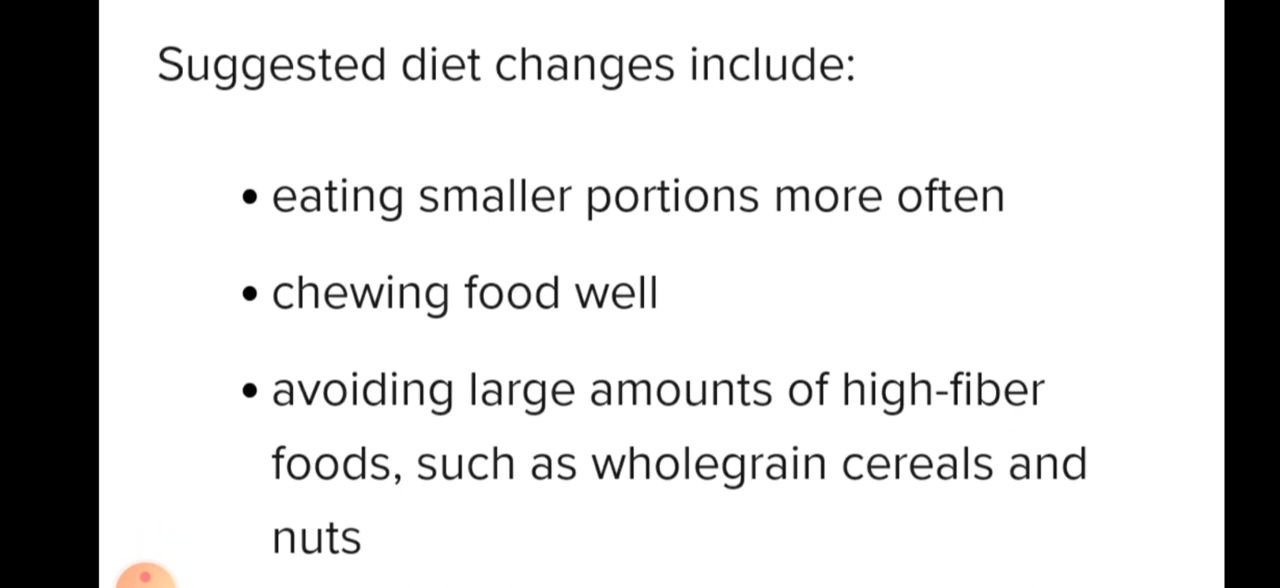 Suggested diet changes include:
• eating smaller portions more often
• chewing food well
• avoiding large amounts of high-fiber
foods, such as wholegrain cereals and
nuts